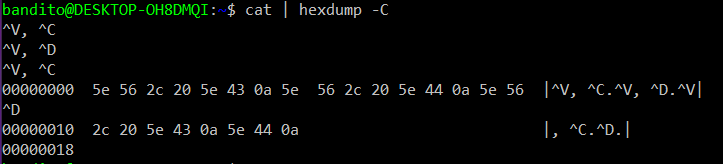 bandito@DESKTOP-OH8DMQI:~$ cat | hexdump -C
^V, ^C
^V, ^D
^V, ^C
00000000  5e 56 2c 20 5e 43 0a 5e  56 2c 20 5e 44 0a 5e 56  |^V, ^C.^V, ^D.^V|
^D
00000010  2c 20 5e 43 0a 5e 44 0a                           |, ^C.^D.|
00000018